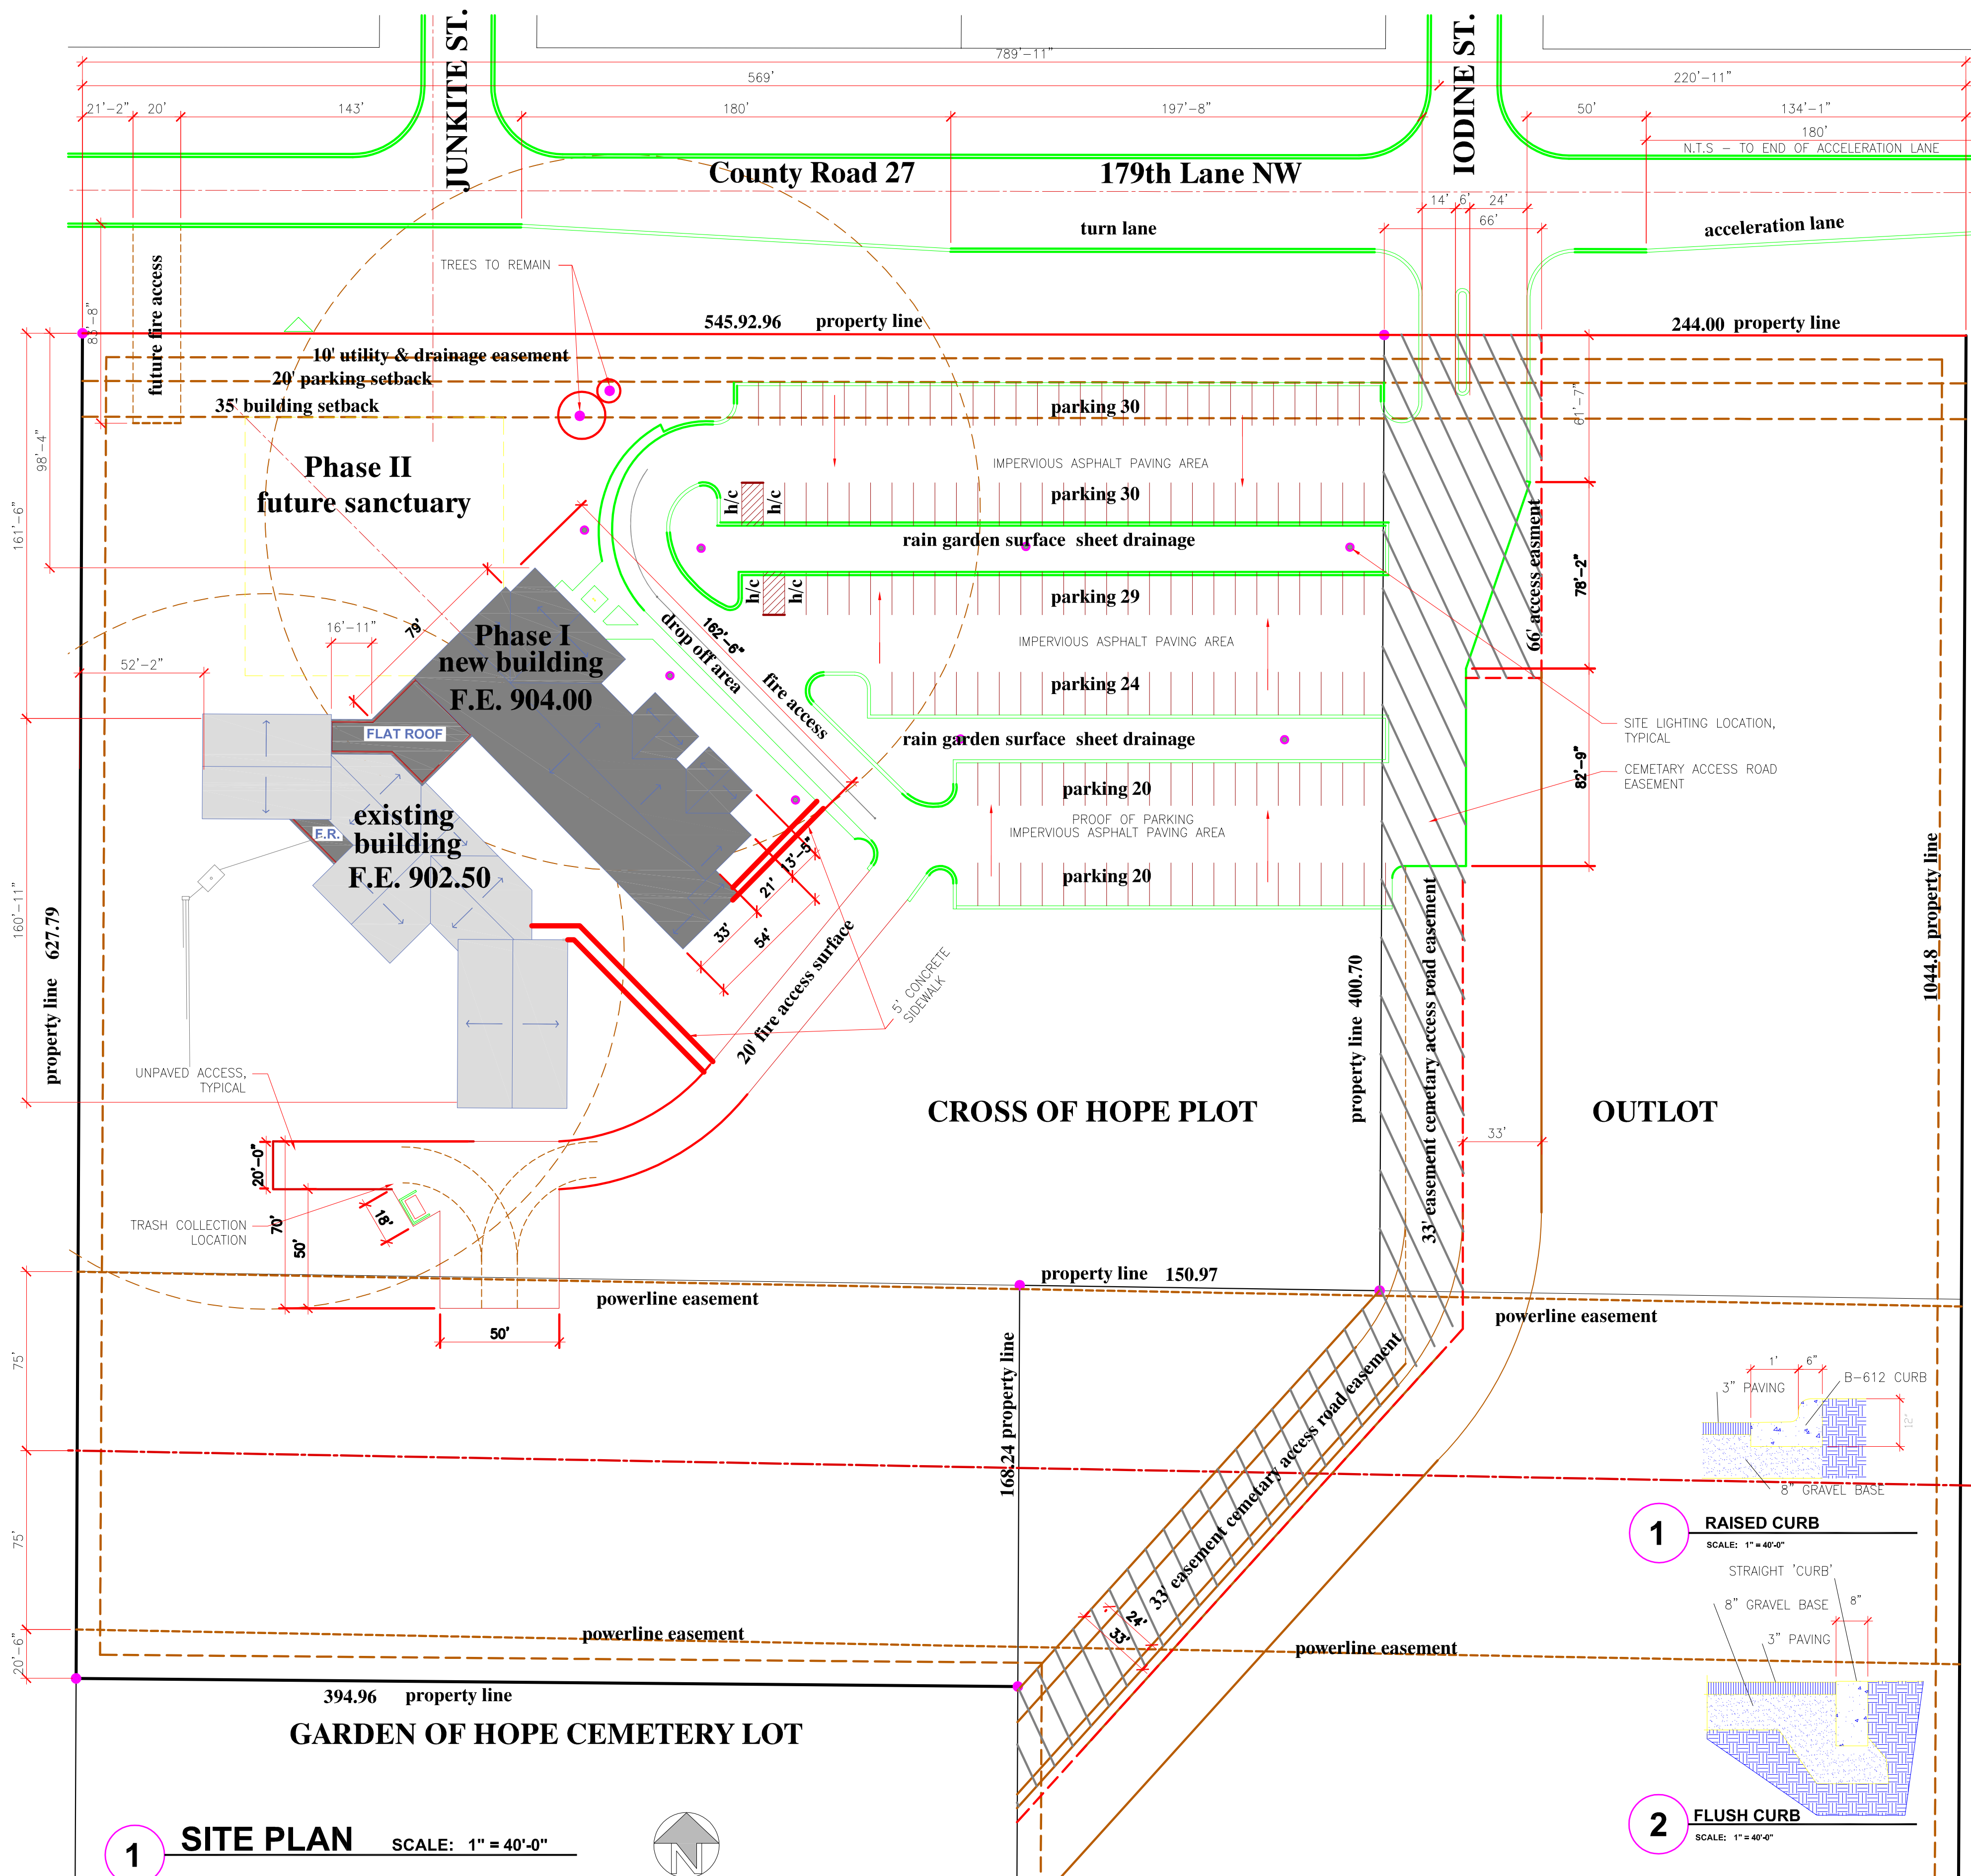 JUNKITE ST.
IODINE ST.
789'-11"
569'
220'-11"
21'-2"
20'
143'
180'
197'-8"
50'
134'-1"
180'
N.T.S - TO END OF ACCELERATION LANE
County Road 27
179th Lane NW
14'
6'
24'
66'
turn lane
acceleration lane
future fire access
TREES TO REMAIN
545.92.96 property line
244.00 property line
10' utility & drainage easement
20' parking setback
35' building setback
98'-4"
161'-6"
61'-7"
parking 30
IMPERVIOUS ASPHALT PAVING AREA
Phase II
future sanctuary
parking 30
h/c
h/c
rain garden surface sheet drainage
66' access easment
78'-2"
h/c
h/c
parking 29
Phase I
new building
F.E. 904.00
79'
16'-11"
52'-2"
162'-6"
drop off area
fire access
IMPERVIOUS ASPHALT PAVING AREA
parking 24
SITE LIGHTING LOCATION,
TYPICAL
FLAT ROOF
rain garden surface sheet drainage
CEMETARY ACCESS ROAD
EASEMENT
82'-9"
parking 20
existing
building
F.E. 902.50
F.R.
PROOF OF PARKING
IMPERVIOUS ASPHALT PAVING AREA
13'-5"
21'
33'
54'
parking 20
160'-11"
property line 627.79
1044.8 property line
20' fire access surface
5' CONCRETE
SIDEWALK
property line 400.70
33' easement cemetary access road easement
UNPAVED ACCESS,
TYPICAL
CROSS OF HOPE PLOT
OUTLOT
33'
20'-0"
70'
50'
18'
TRASH COLLECTION
LOCATION
property line 150.97
powerline easement
powerline easement
50'
75'
168.24 property line
33' easement cemetary access road easement
1'
6"
3" PAVING
B-612 CURB
12"
8" GRAVEL BASE
1
RAISED CURB
SCALE: 1" = 40'-0"
75'
STRAIGHT 'CURB'
8" GRAVEL BASE
8"
3" PAVING
24'
33'
20'-6"
powerline easement
powerline easement
394.96 property line
GARDEN OF HOPE CEMETERY LOT
2
FLUSH CURB
SCALE: 1" = 40'-0"
1
SITE PLAN
SCALE: 1" = 40'-0"
N